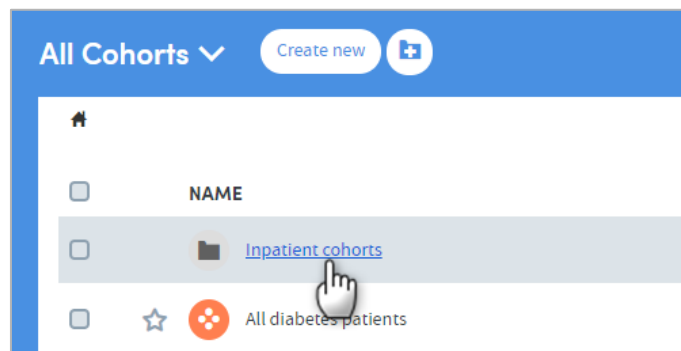 All Cohorts
Create new
NAME
Inpatient cohorts
All diabetes patients